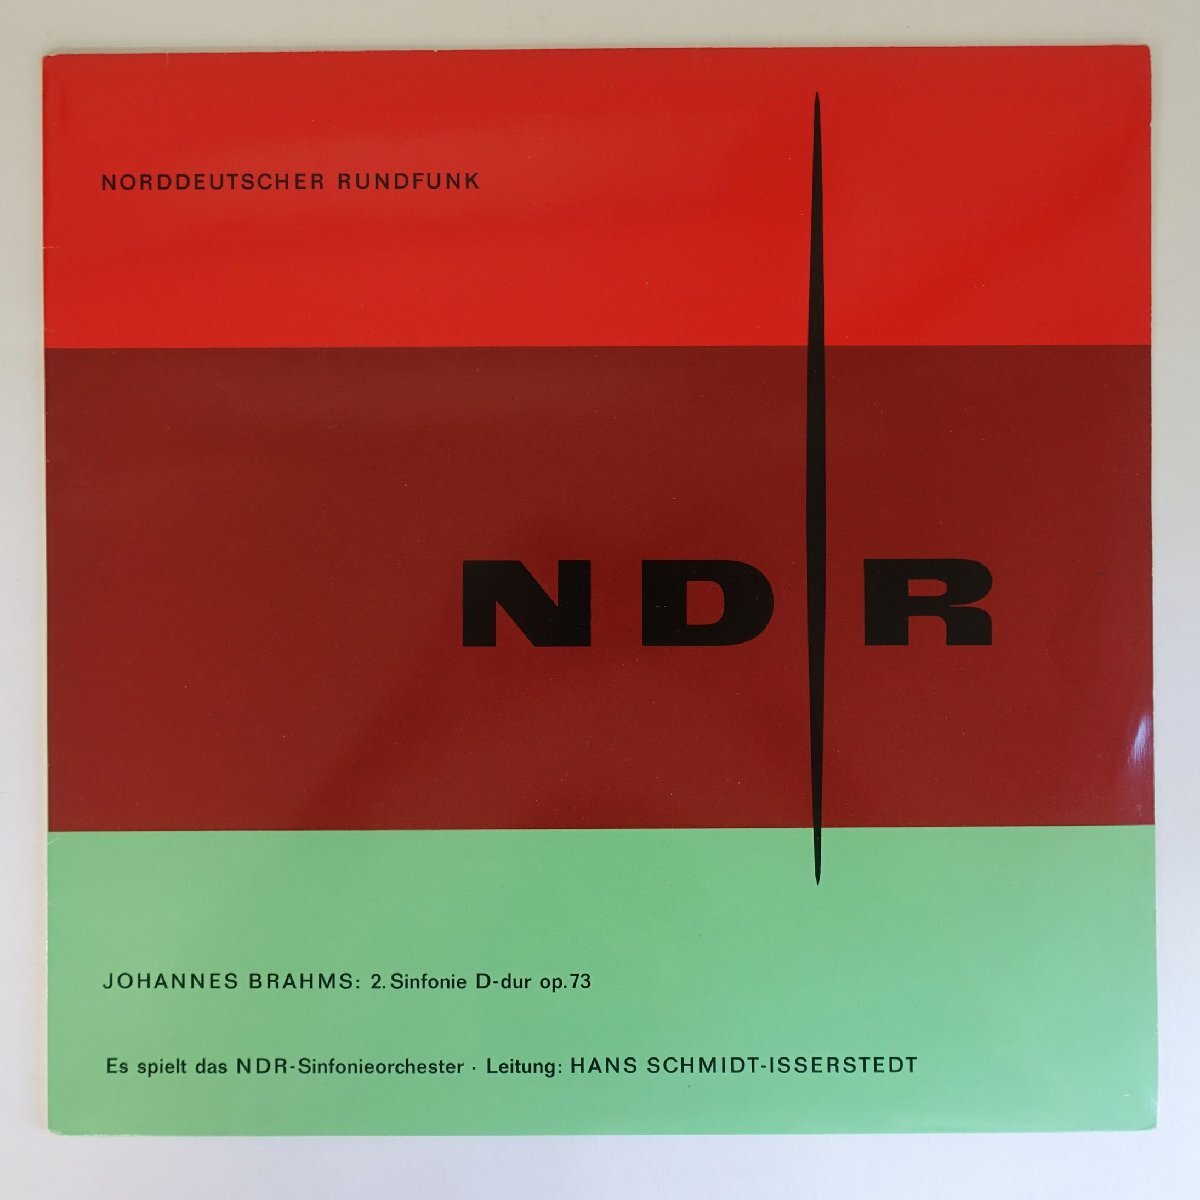 NORDDEUTSCHER RUNDFUNK
NDR
JOHANNES BRAHMS: 2. Sinfonie D-dur op. 73
Es spielt das NDR-Sinfonieorchester · Leitung: HANS SCHMIDT-ISSERSTEDT